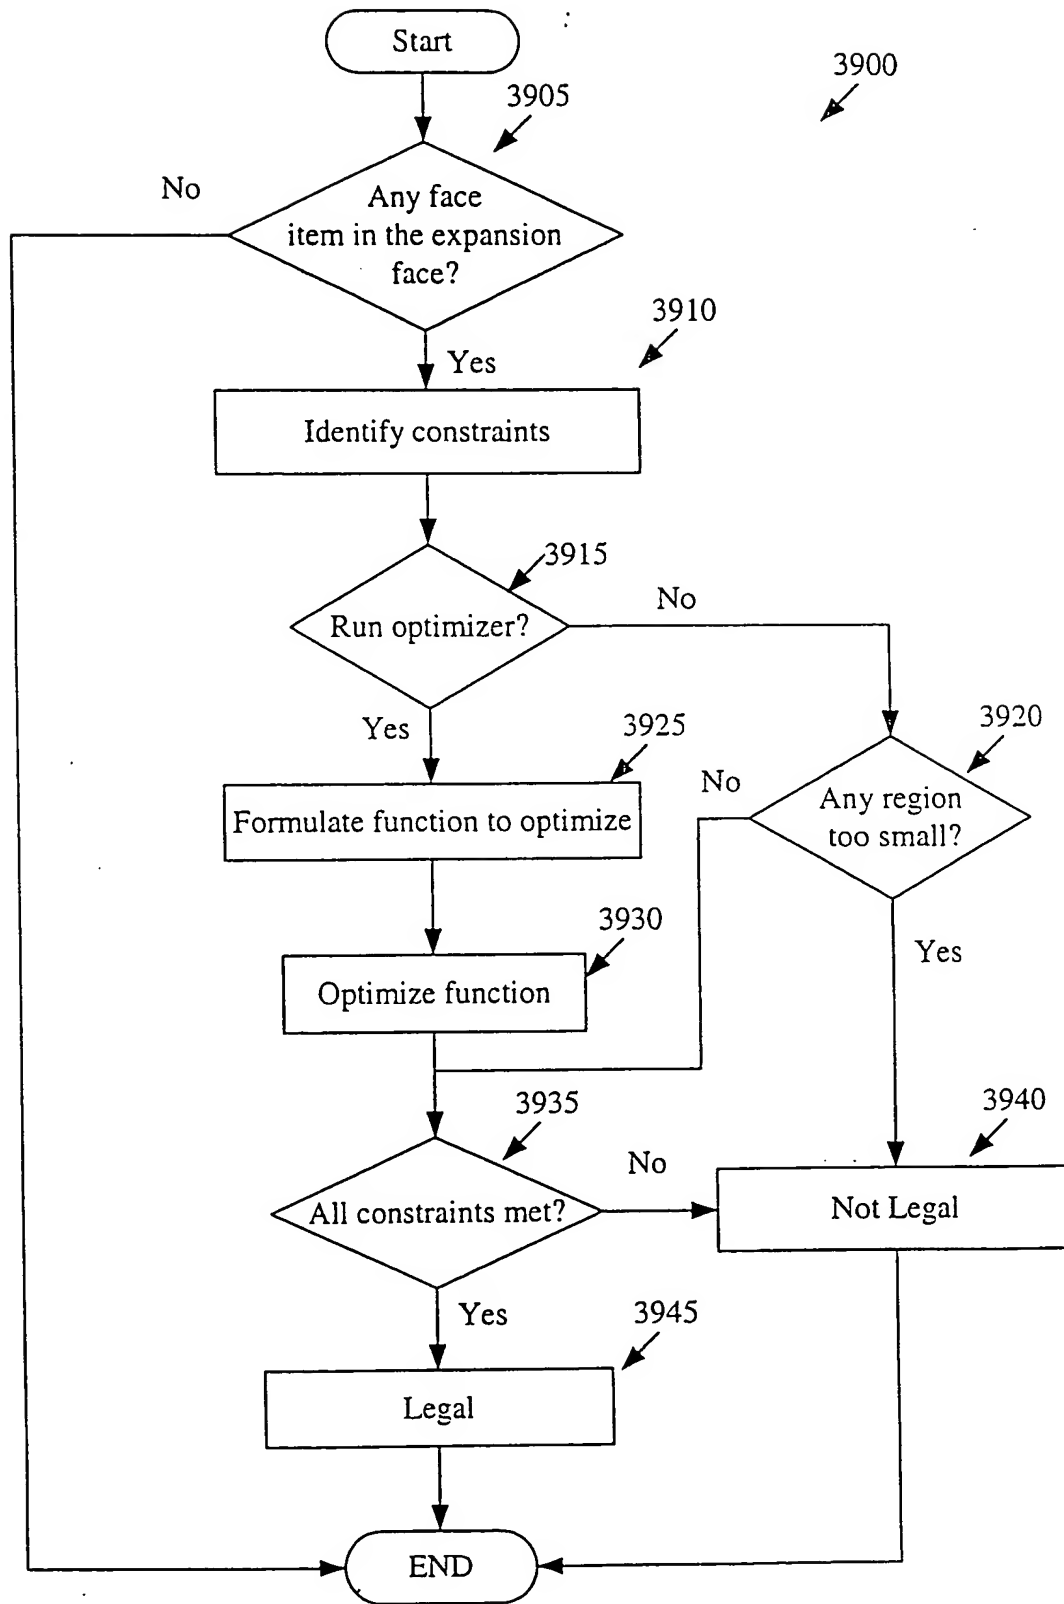 Start
3900
3905
No
Any face
item in the expansion
face?
3910
Yes
Identify constraints
3915
No
Run optimizer?
Yes
3925
3920
No
Any region
too small?
Formulate function to optimize
3930
Yes
Optimize function
3935
3940
No
All constraints met?
Not Legal
Yes
3945
Legal
END